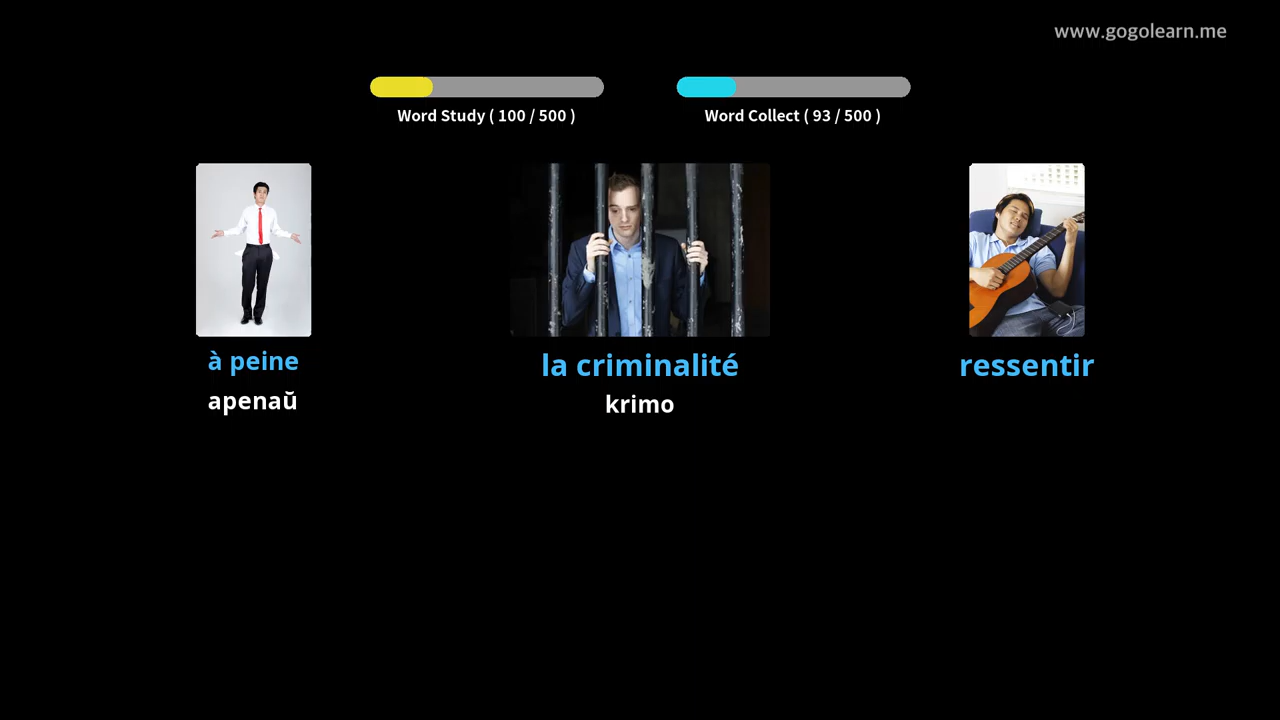 www.gogolearn.me
Word Study ( 100 / 500 )
Word Collect ( 93 / 500 )
à peine
la criminalité
ressentir
apenaŭ
krimo